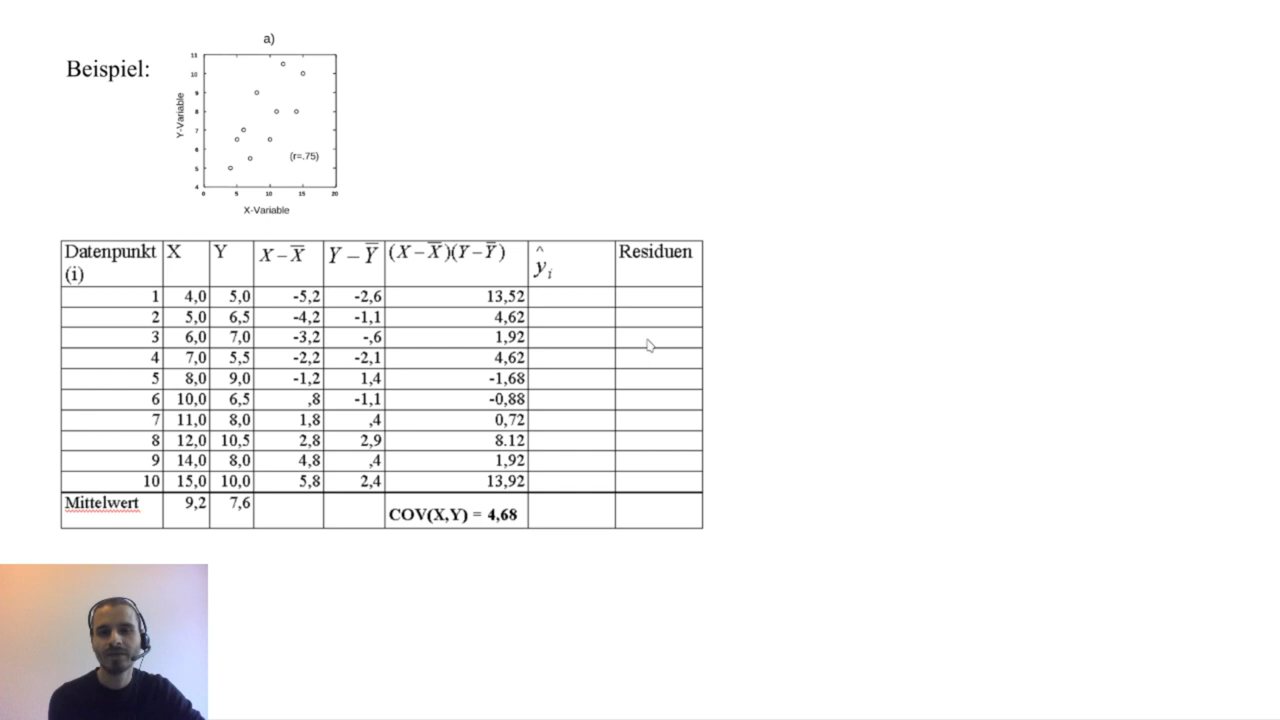 Beispiel:
a)
Y-Variable
11
10
9
8
7
6
5
4
(r=.75)
0 5 10 15 20
X-Variable
Datenpunkt (i) X Y X − X̅ Y − Y̅ (X − X̅)(Y − Y̅) ŷᵢ Residuen
1 4,0 5,0 -5,2 -2,6 13,52
2 5,0 6,5 -4,2 -1,1 4,62
3 6,0 7,0 -3,2 -,6 1,92
4 7,0 5,5 -2,2 -2,1 4,62
5 8,0 9,0 -1,2 1,4 -1,68
6 10,0 6,5 ,8 -1,1 -0,88
7 11,0 8,0 1,8 ,4 0,72
8 12,0 10,5 2,8 2,9 8.12
9 14,0 8,0 4,8 ,4 1,92
10 15,0 10,0 5,8 2,4 13,92
Mittelwert 9,2 7,6 COV(X,Y) = 4,68